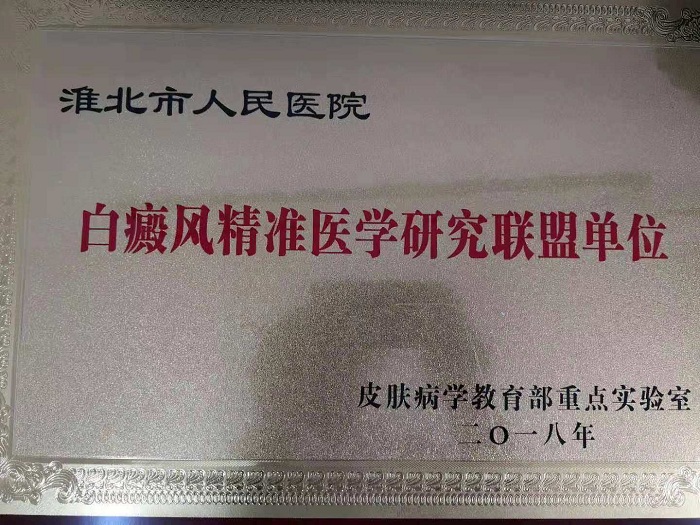 淮北市人民医院
白癜风精准医学研究联盟单位
皮肤病学教育部重点实验室
二〇一八年